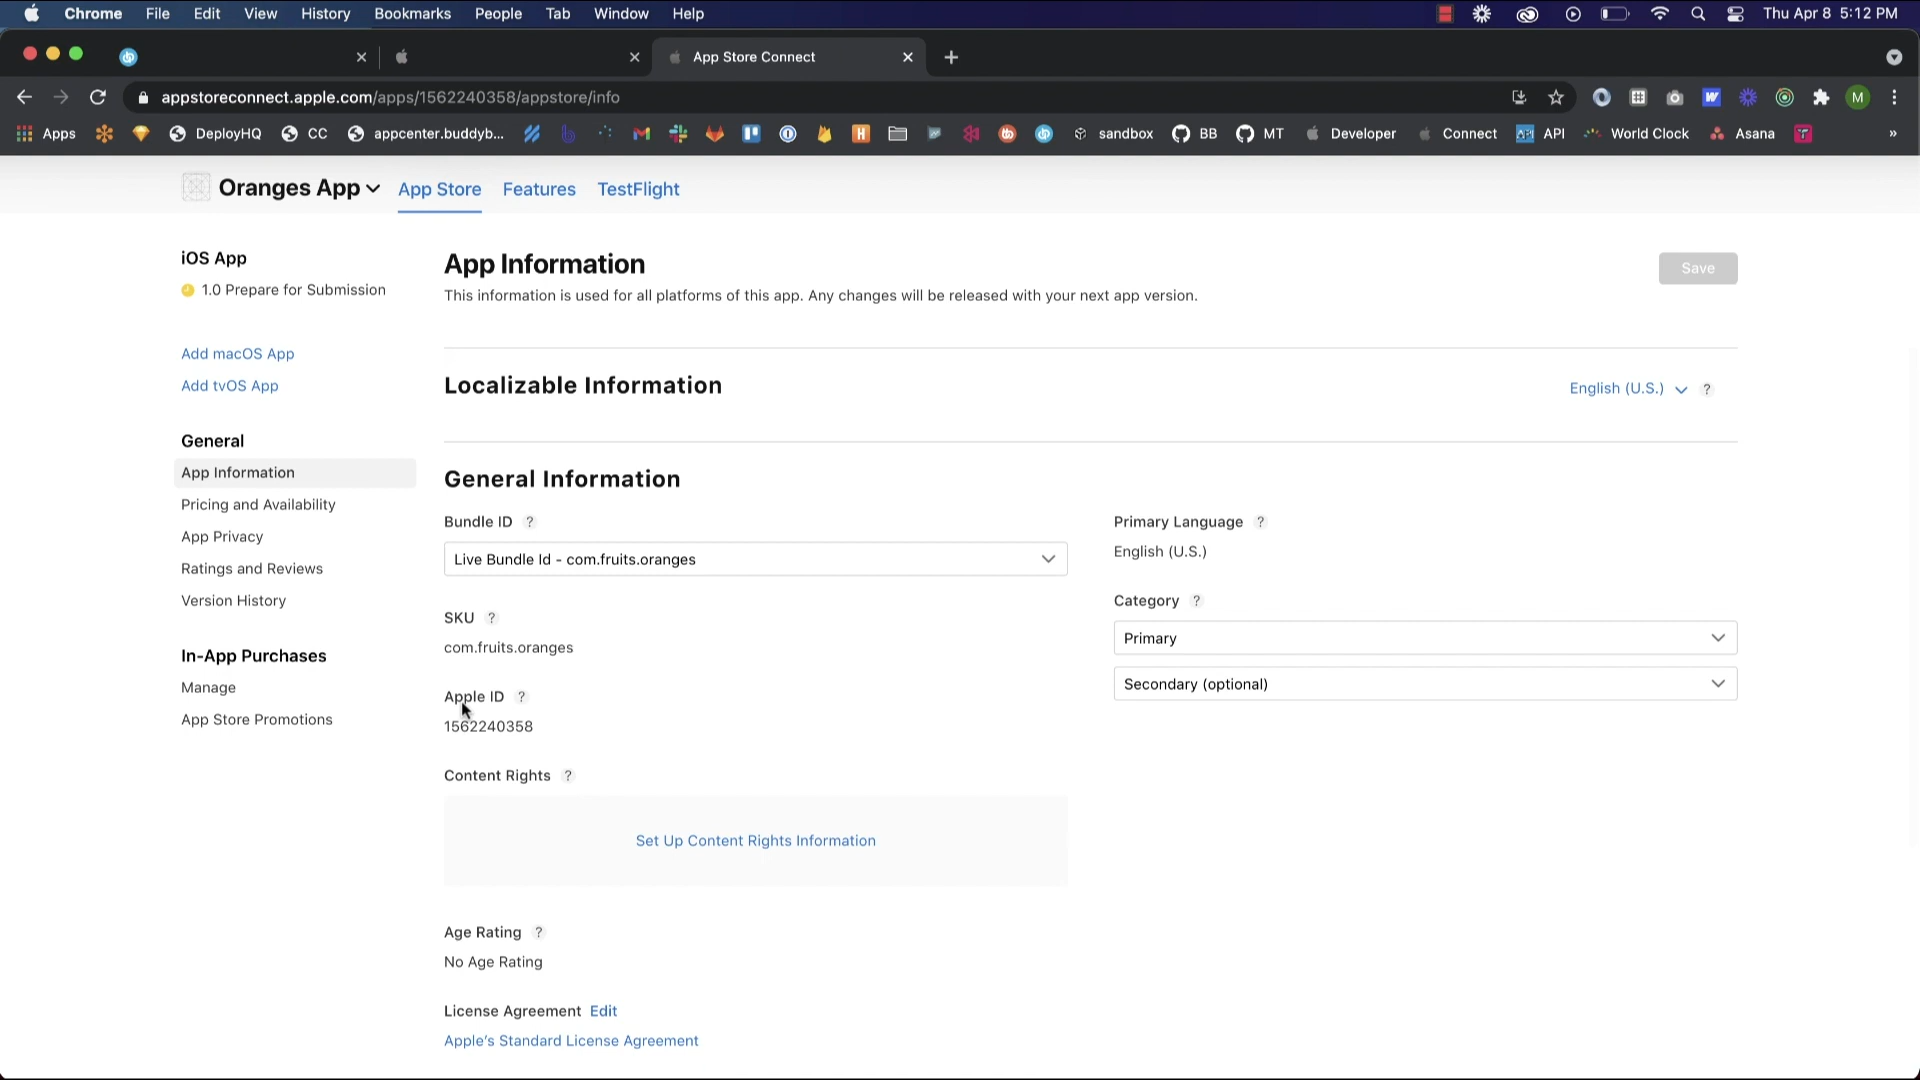 Chrome File Edit View History Bookmarks People Tab Window Help Thu Apr 8 5:12 PM
App Store Connect
appstoreconnect.apple.com/apps/1562240358/appstore/info M
Apps DeployHQ CC appcenter.buddyb... H sandbox BB MT Developer Connect API World Clock Asana »
Oranges App App Store Features TestFlight
iOS App
1.0 Prepare for Submission
Add macOS App
Add tvOS App
General
App Information
Pricing and Availability
App Privacy
Ratings and Reviews
Version History
In-App Purchases
Manage
App Store Promotions
App Information
Save
This information is used for all platforms of this app. Any changes will be released with your next app version.
Localizable Information
English (U.S.) ?
General Information
Bundle ID ?
Live Bundle Id - com.fruits.oranges
SKU ?
com.fruits.oranges
Apple ID ?
1562240358
Content Rights ?
Set Up Content Rights Information
Age Rating ?
No Age Rating
License Agreement Edit
Apple's Standard License Agreement
Primary Language ?
English (U.S.)
Category ?
Primary
Secondary (optional)